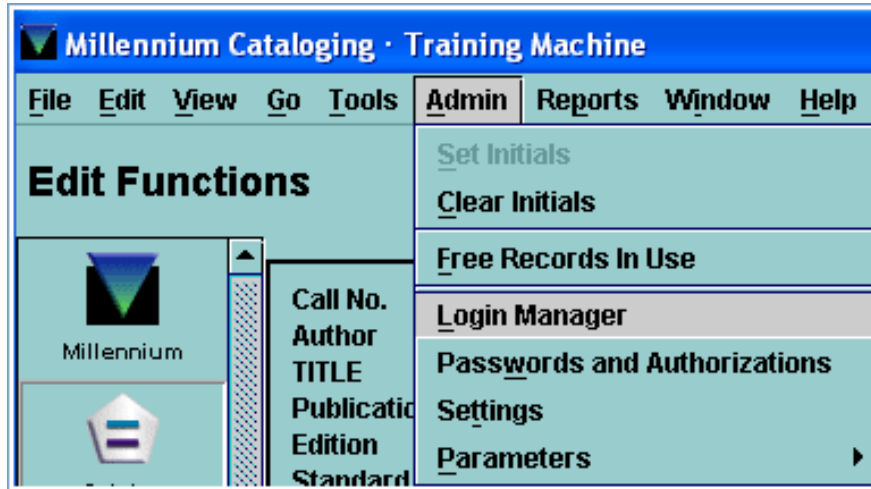 Millennium Cataloging · Training Machine
File Edit View Go Tools Admin Reports Window Help
Edit Functions
Set Initials
Clear Initials
Free Records In Use
Login Manager
Passwords and Authorizations
Settings
Parameters
Millennium
Call No.
Author
TITLE
Edition
Standard